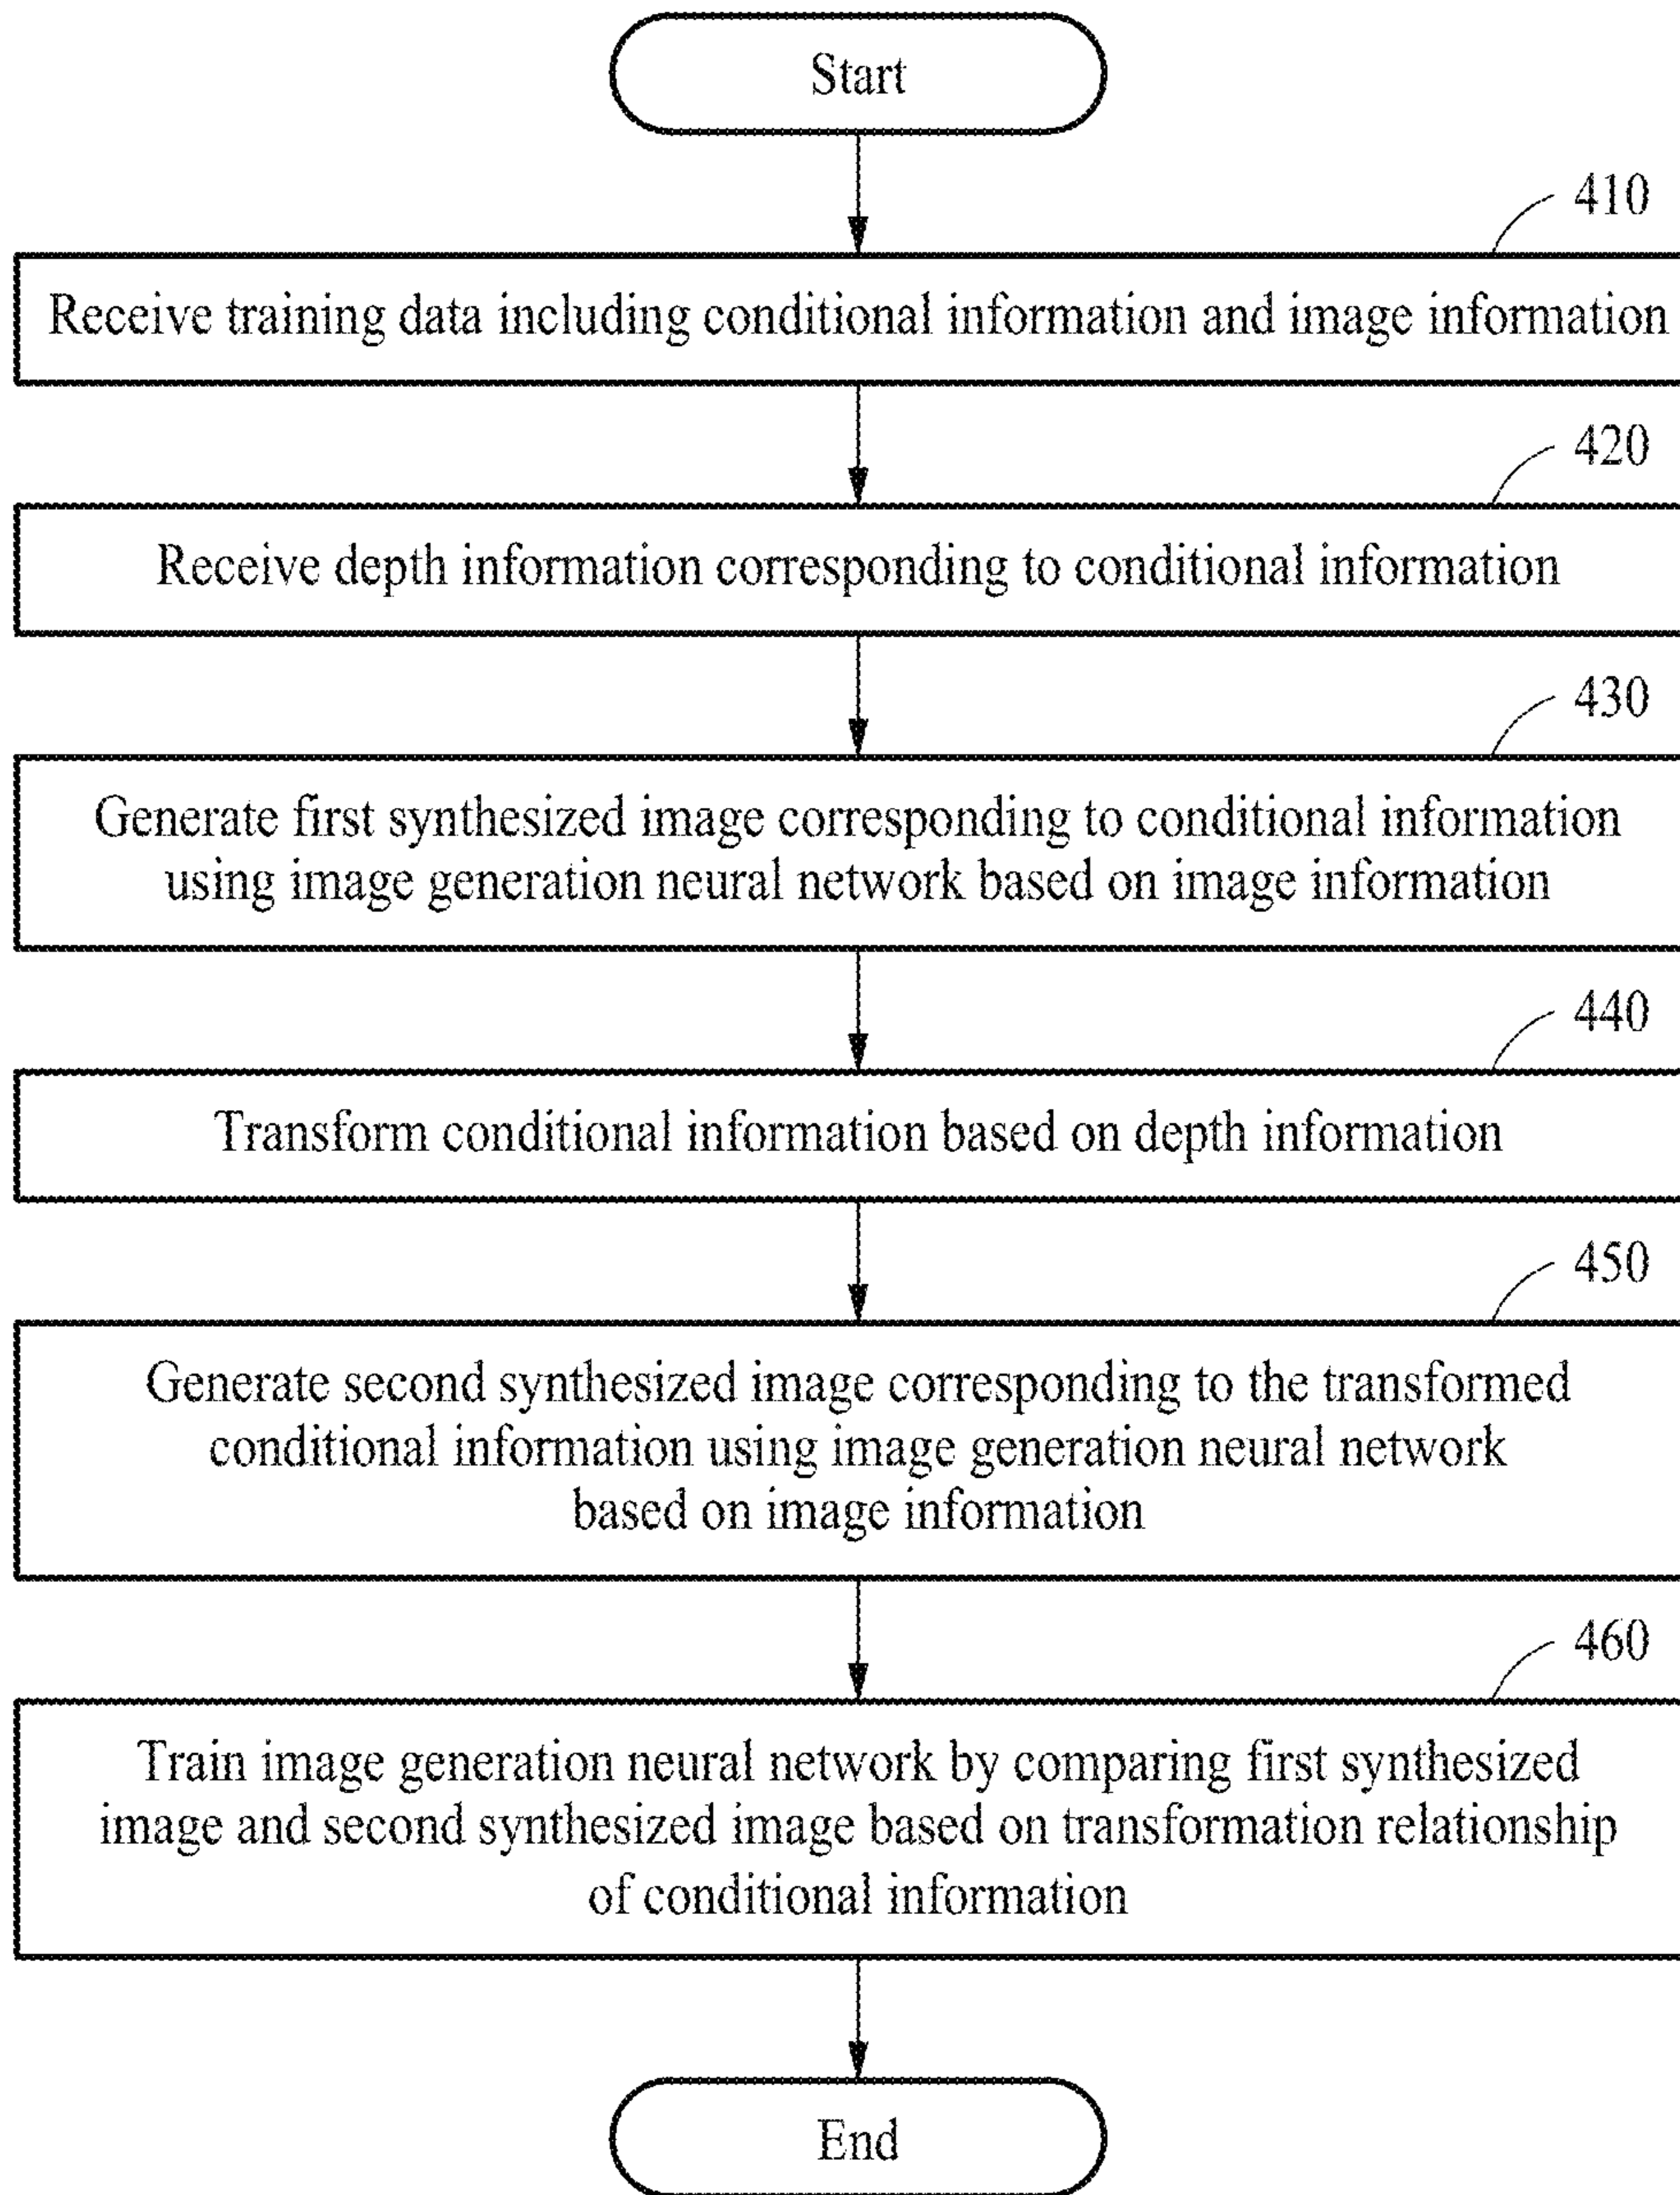 Start
410
Receive training data including conditional information and image information
420
Receive depth information corresponding to conditional information
430
Generate first synthesized image corresponding to conditional information
using image generation neural network based on image information
440
Transform conditional information based on depth information
450
Generate second synthesized image corresponding to the transformed
conditional information using image generation neural network
based on image information
460
Train image generation neural network by comparing first synthesized
image and second synthesized image based on transformation relationship
of conditional information
End